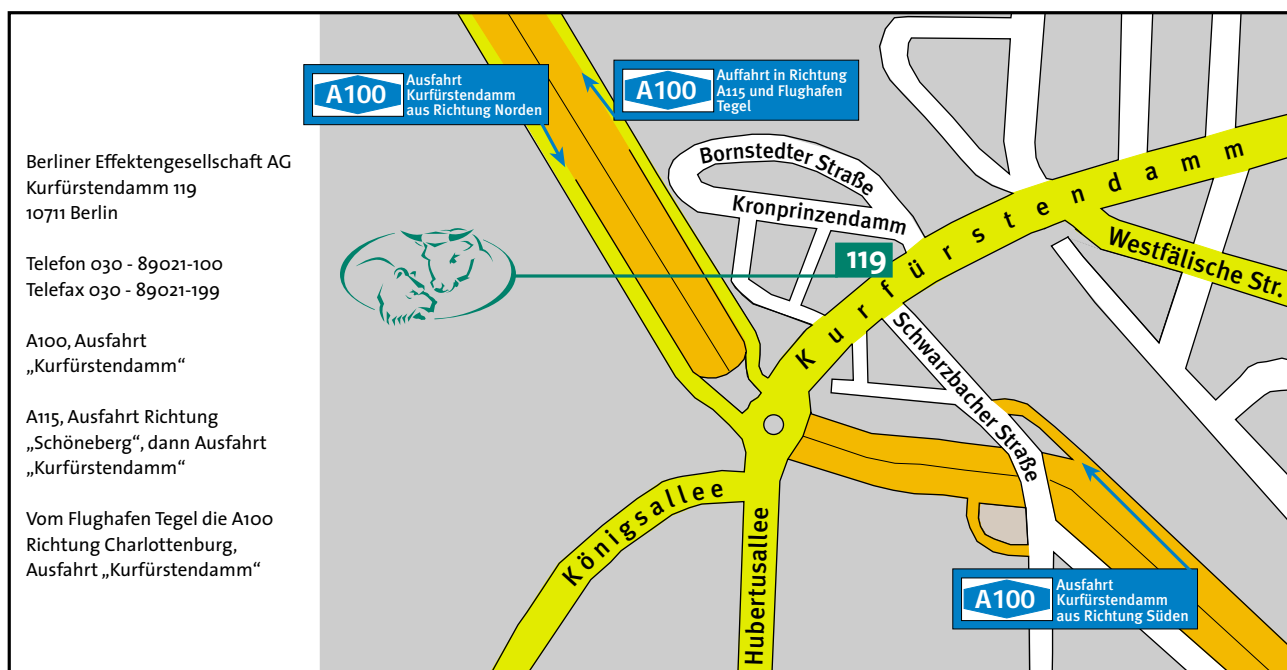 Berliner Effektengesellschaft AG
Kurfürstendamm 119
10711 Berlin
Telefon 030 - 89021-100
Telefax 030 - 89021-199
A100, Ausfahrt
„Kurfürstendamm“
A115, Ausfahrt Richtung
„Schöneberg“, dann Ausfahrt
„Kurfürstendamm“
Vom Flughafen Tegel die A100
Richtung Charlottenburg,
Ausfahrt „Kurfürstendamm“
A100
Ausfahrt
Kurfürstendamm
aus Richtung Norden
A100
Auffahrt in Richtung
A115 und Flughafen
Tegel
Bornstedter Straße
Kronprinzendamm
119
Kurfürstendamm
Westfälische Str.
Schwarzbacher Straße
Königsallee
Hubertusallee
A100
Ausfahrt
Kurfürstendamm
aus Richtung Süden